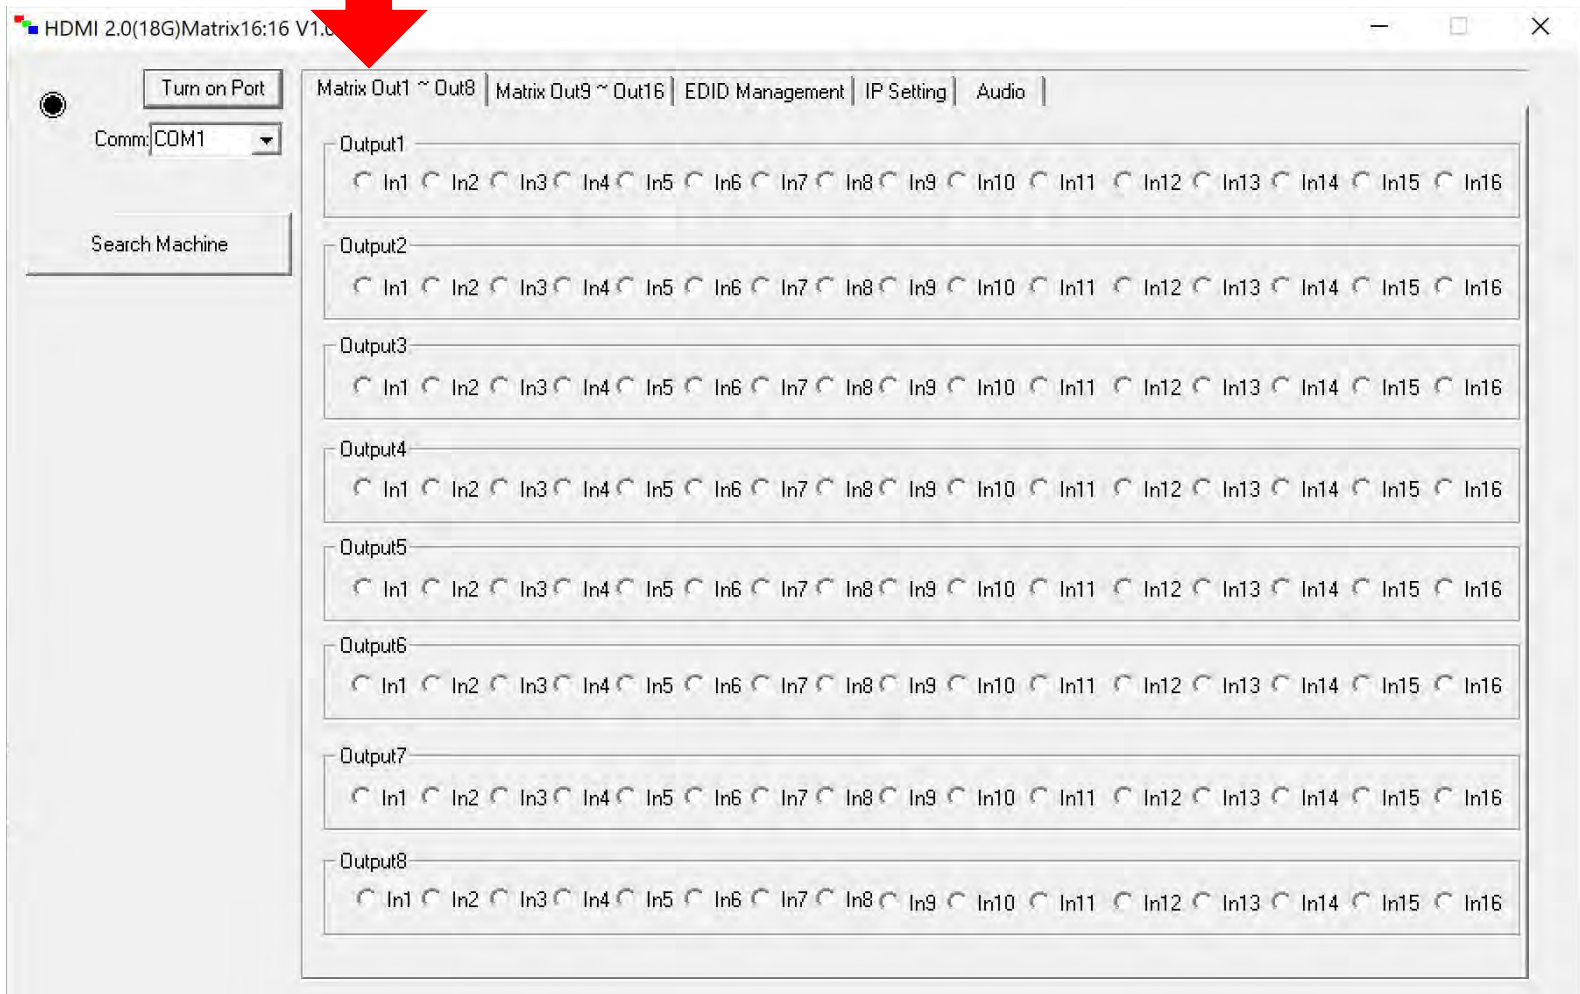 HDMI 2.0(18G)Matrix16:16 V1.0
Turn on Port
Comm: COM1
Search Machine
Matrix Out1 ~ Out8 Matrix Out9 ~ Out16 EDID Management IP Setting Audio
Output1
In1 In2 In3 In4 In5 In6 In7 In8 In9 In10 In11 In12 In13 In14 In15 In16
Output2
In1 In2 In3 In4 In5 In6 In7 In8 In9 In10 In11 In12 In13 In14 In15 In16
Output3
In1 In2 In3 In4 In5 In6 In7 In8 In9 In10 In11 In12 In13 In14 In15 In16
Output4
In1 In2 In3 In4 In5 In6 In7 In8 In9 In10 In11 In12 In13 In14 In15 In16
Output5
In1 In2 In3 In4 In5 In6 In7 In8 In9 In10 In11 In12 In13 In14 In15 In16
Output6
In1 In2 In3 In4 In5 In6 In7 In8 In9 In10 In11 In12 In13 In14 In15 In16
Output7
In1 In2 In3 In4 In5 In6 In7 In8 In9 In10 In11 In12 In13 In14 In15 In16
Output8
In1 In2 In3 In4 In5 In6 In7 In8 In9 In10 In11 In12 In13 In14 In15 In16